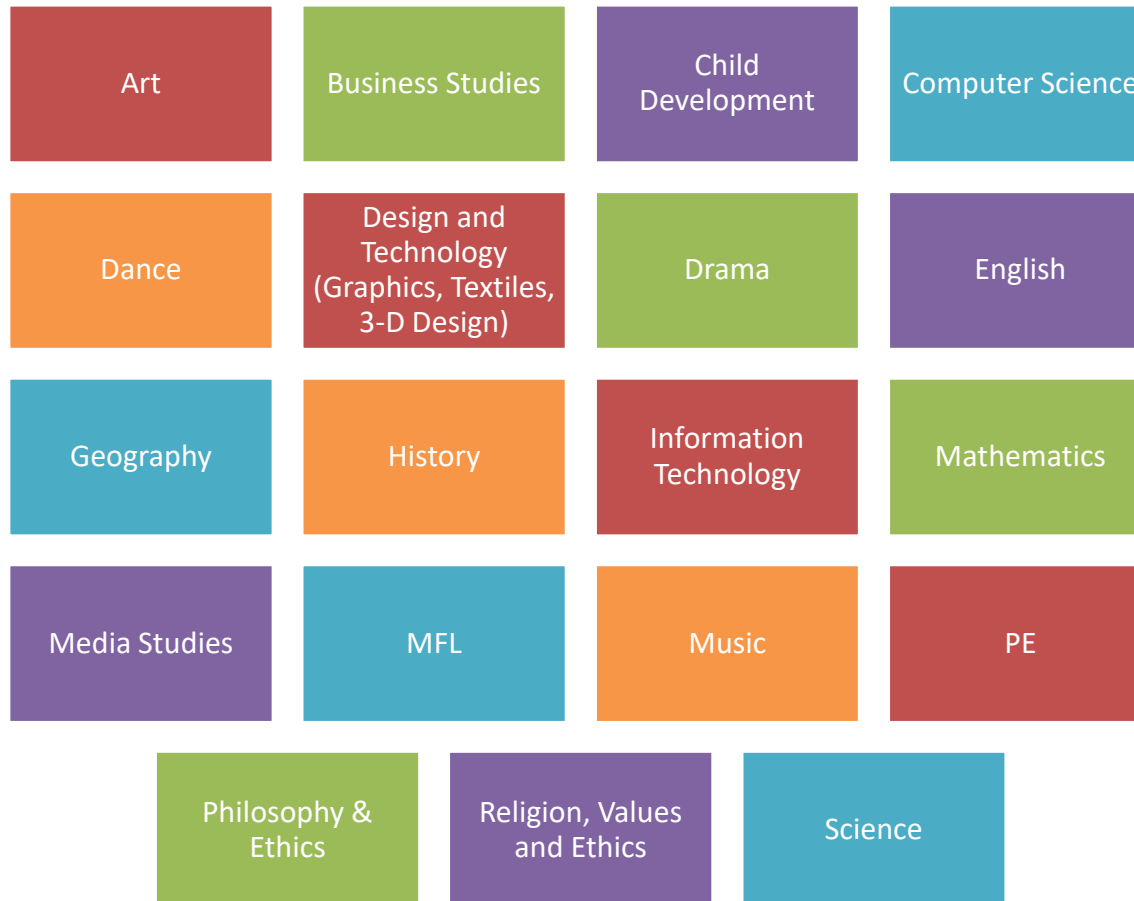 Art
Business Studies
Child
Development
Computer Science
Dance
Design and
Technology
(Graphics, Textiles,
3-D Design)
Drama
English
Geography
History
Information
Technology
Mathematics
Media Studies
MFL
Music
PE
Philosophy &
Ethics
Religion, Values
and Ethics
Science